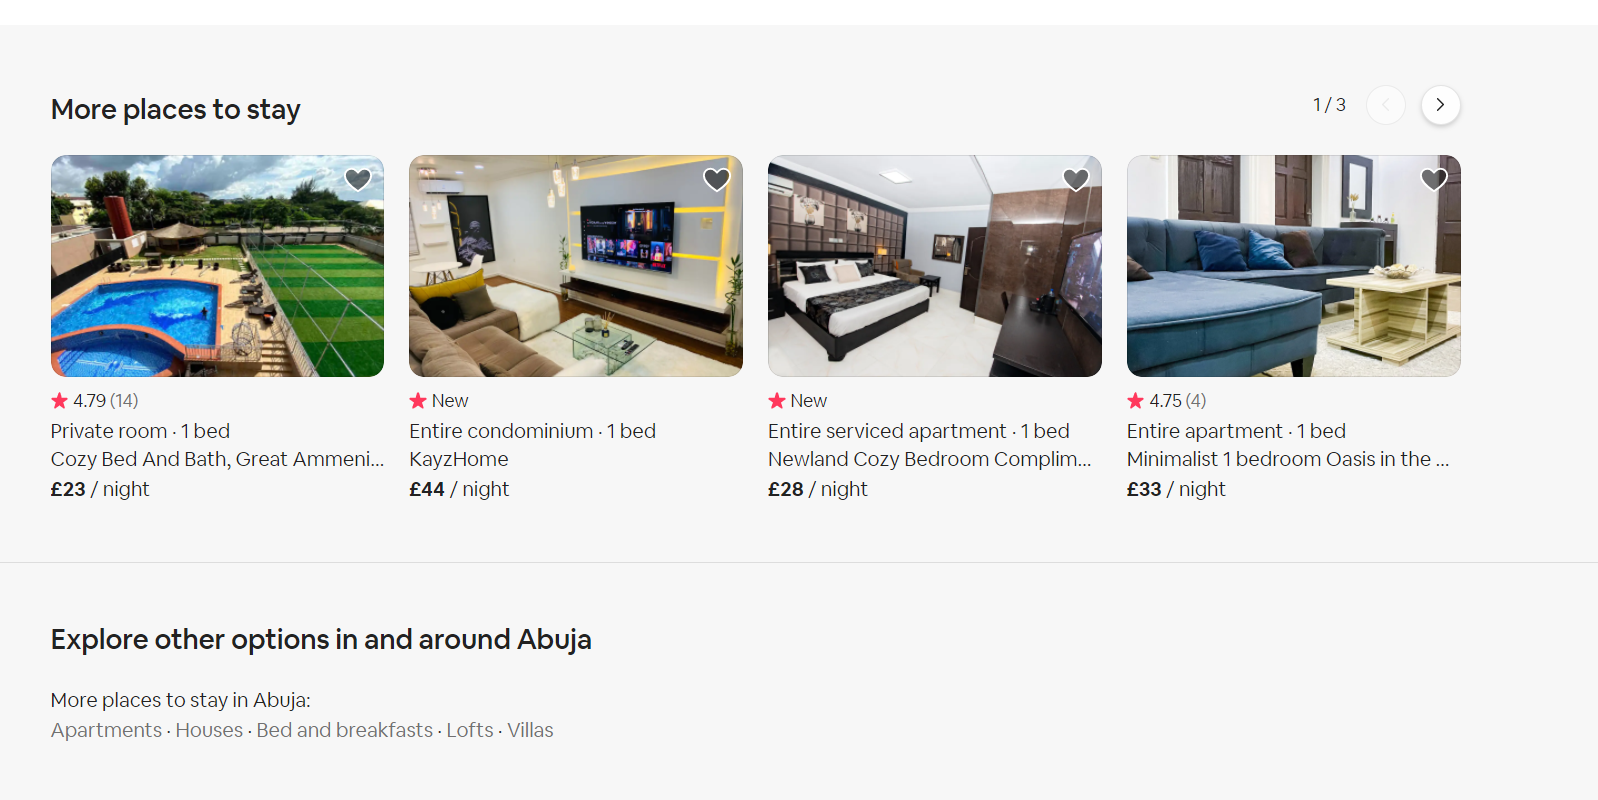 More places to stay
1 / 3
4.79 (14)
Private room · 1 bed
Cozy Bed And Bath, Great Ammeni...
£23 / night
New
Entire condominium · 1 bed
KayzHome
£44 / night
New
Entire serviced apartment · 1 bed
Newland Cozy Bedroom Complim...
£28 / night
4.75 (4)
Entire apartment · 1 bed
Minimalist 1 bedroom Oasis in the ...
£33 / night
Explore other options in and around Abuja
More places to stay in Abuja:
Apartments · Houses · Bed and breakfasts · Lofts · Villas